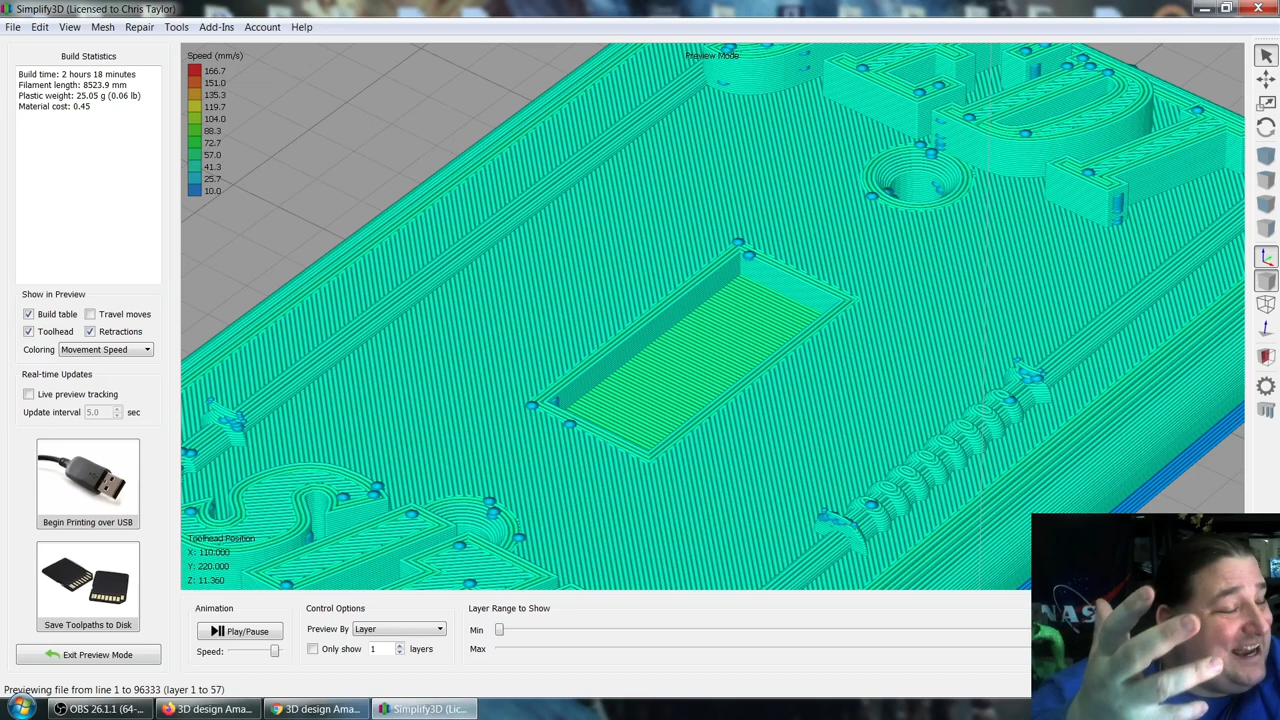 Simplify3D (Licensed to Chris Taylor)
File Edit View Mesh Repair Tools Add-Ins Account Help
Build Statistics
Build time: 2 hours 18 minutes
Filament length: 8523.9 mm
Plastic weight: 25.05 g (0.06 lb)
Material cost: 0.45
Speed (mm/s)
166.7
151.0
135.3
119.7
104.0
88.3
72.7
57.0
41.3
25.7
10.0
Preview Mode
Show in Preview
Build table Travel moves
Toolhead Retractions
Coloring Movement Speed
Real-time Updates
Live preview tracking
Update interval 5.0 sec
Begin Printing over USB
Save Toolpaths to Disk
Exit Preview Mode
Toolhead Position
X: 110.000
Y: 220.000
Z: 11.360
Animation
Play/Pause
Speed:
Control Options
Preview By Layer
Only show 1 layers
Layer Range to Show
Min
Max
NAS
Previewing file from line 1 to 96333 (layer 1 to 57)
OBS 26.1.1 (64-...
3D design Ama...
3D design Ama...
Simplify3D (Lic...